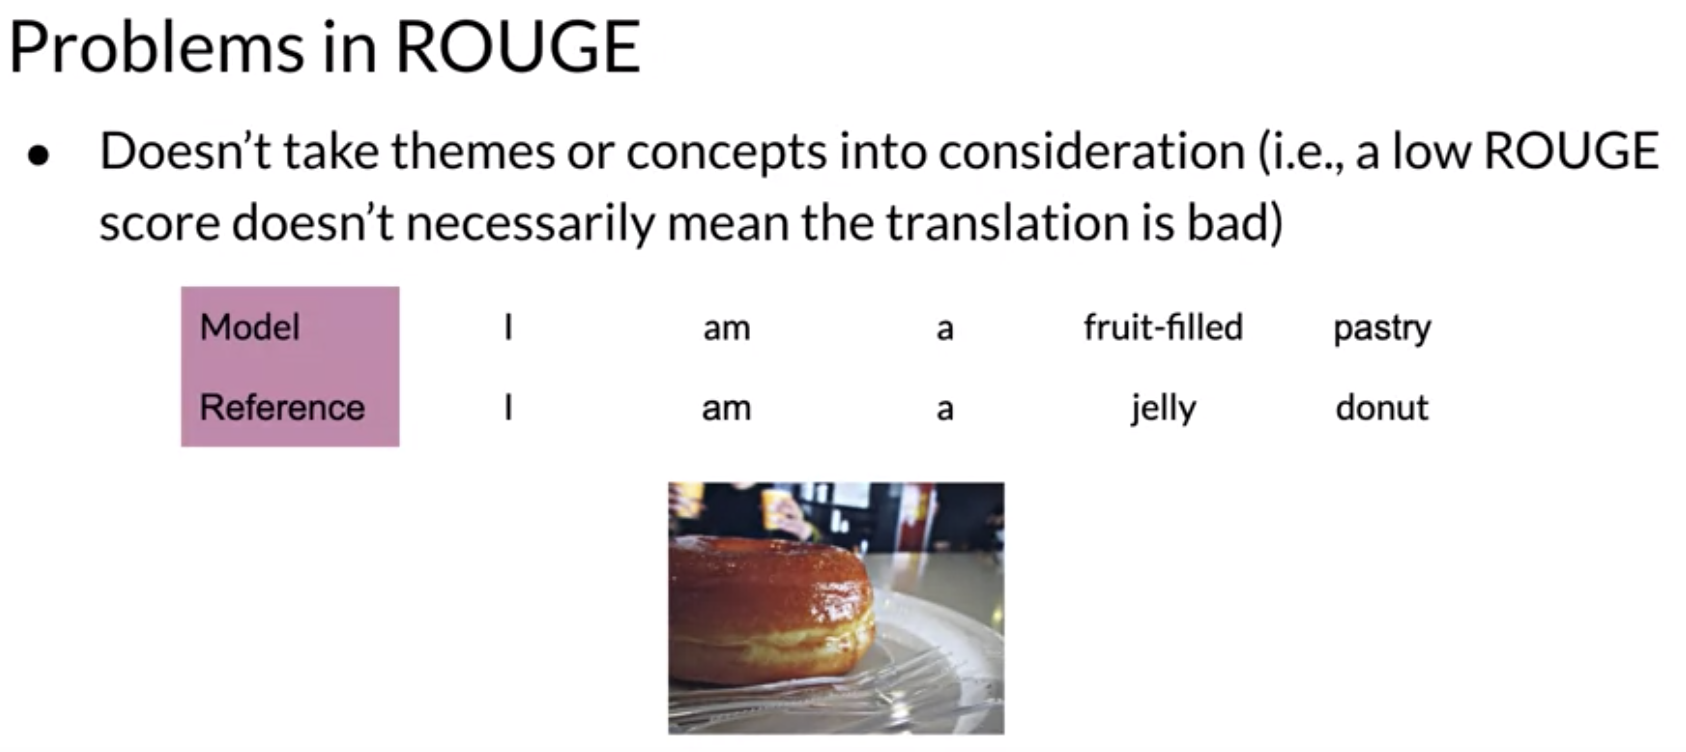 Problems in ROUGE
● Doesn’t take themes or concepts into consideration (i.e., a low ROUGE
score doesn’t necessarily mean the translation is bad)
Model I am a fruit-filled pastry
Reference I am a jelly donut